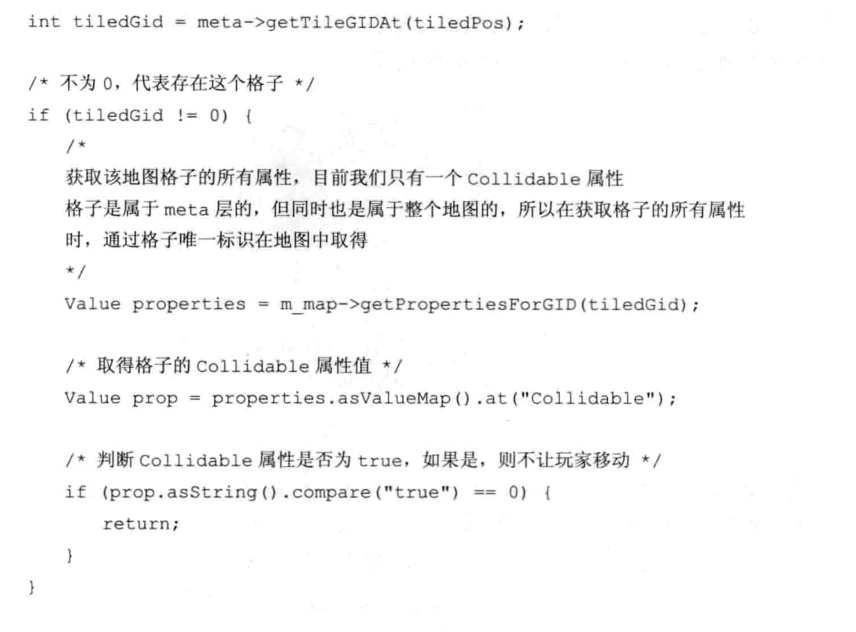 int tiledGid = meta->getTileGIDAt(tiledPos);
/* 不为 0，代表存在这个格子 */
if (tiledGid != 0) {
/*
获取该地图格子的所有属性，目前我们只有一个 Collidable 属性
格子是属于 meta 层的，但同时也是属于整个地图的，所以在获取格子的所有属性
时，通过格子唯一标识在地图中取得
*/
Value properties = m_map->getPropertiesForGID(tiledGid);
/* 取得格子的 Collidable 属性值 */
Value prop = properties.asValueMap().at("Collidable");
/* 判断 Collidable 属性是否为 true，如果是，则不让玩家移动 */
if (prop.asString().compare("true") == 0) {
return;
}
}